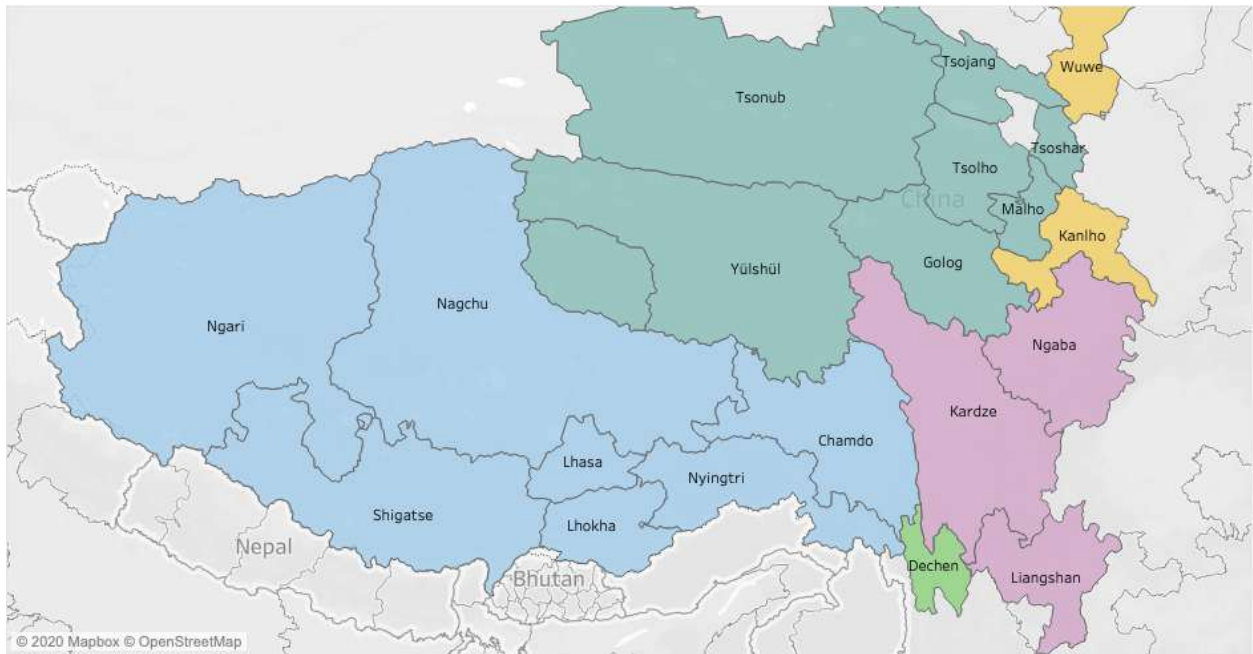 Wuwe
Tsojang
Tsonub
Tsoshar
Tsolho
China
Malho
Kanlho
Yülshül
Golog
Nagchu
Ngari
Ngaba
Kardze
Chamdo
Lhasa
Nyingtri
Shigatse
Lhokha
Nepal
Dechen
Bhutan
Liangshan
© 2020 Mapbox © OpenStreetMap